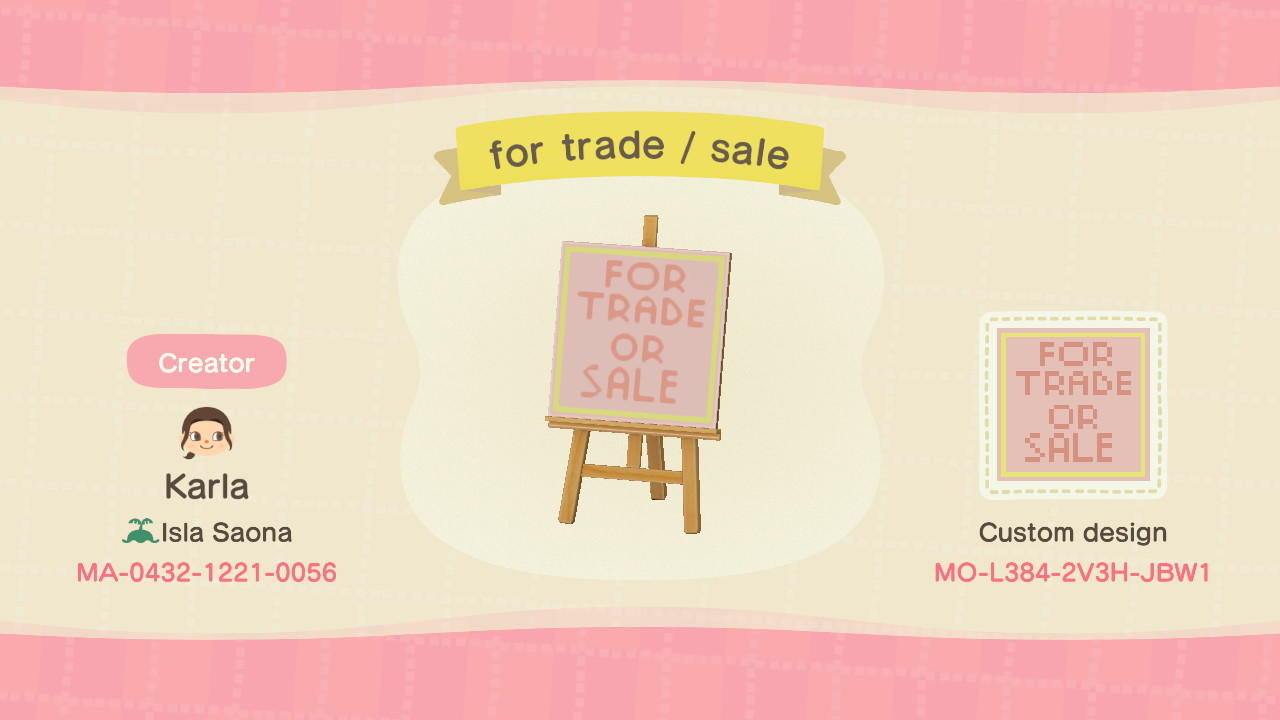 for trade / sale
FOR
TRADE
OR
SALE
Creator
Karla
Isla Saona
MA-0432-1221-0056
FOR
TRADE
OR
SALE
Custom design
MO-L384-2V3H-JBW1